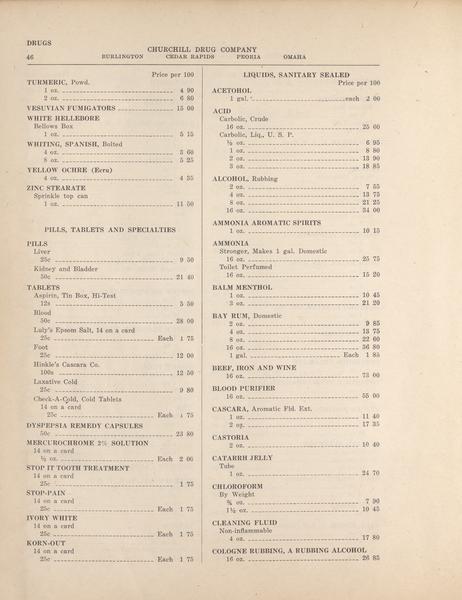 DRUGS
CHURCHILL DRUG COMPANY
46 BURLINGTON CEDAR RAPIDS PEORIA OMAHA
Price per 100
TURMERIC, Powd.
1 oz. 4 90
2 oz. 6 80
VESUVIAN FUMIGATORS 15 00
WHITE HELLEBORE
Bellows Box
1 oz. 5 15
WHITING, SPANISH, Bolted
4 oz. 3 60
8 oz. 5 25
YELLOW OCHRE (Ecru)
4 oz. 4 35
ZINC STEARATE
Sprinkle top can
1 oz. 11 50
PILLS, TABLETS AND SPECIALTIES
PILLS
Liver
25c 9 50
Kidney and Bladder
50c 21 40
TABLETS
Aspirin, Tin Box, Hi-Test
12s 5 50
Blood
50c 28 00
Luly's Epsom Salt, 14 on a card
25c Each 1 75
Foot
25c 12 00
Hinkle's Cascara Co.
100s 12 50
Laxative Cold
25c 9 80
Check-A-Cold, Cold Tablets
14 on a card
25c Each 1 75
DYSPEPSIA REMEDY CAPSULES
50c 23 80
MERCUROCHROME 2% SOLUTION
14 on a card
½ oz. Each 2 00
STOP IT TOOTH TREATMENT
14 on a card
25c 1 75
STOP-PAIN
14 on a card
25c Each 1 75
IVORY WHITE
14 on a card
25c Each 1 75
KORN-OUT
14 on a card
25c Each 1 75
LIQUIDS, SANITARY SEALED
Price per 100
ACETOHOL
1 gal. each 2 00
ACID
Carbolic, Crude
16 oz. 25 00
Carbolic, Liq., U. S. P.
½ oz. 6 95
1 oz. 8 80
2 oz. 13 90
3 oz. 18 85
ALCOHOL, Rubbing
2 oz. 7 55
4 oz. 13 75
8 oz. 21 25
16 oz. 34 00
AMMONIA AROMATIC SPIRITS
1 oz. 10 15
AMMONIA
Stronger, Makes 1 gal. Domestic
16 oz. 25 75
Toilet Perfumed
16 oz. 15 20
BALM MENTHOL
1 oz. 10 45
3 oz. 21 20
BAY RUM, Domestic
2 oz. 9 85
4 oz. 13 75
8 oz. 22 60
16 oz. 36 80
1 gal. Each 1 85
BEEF, IRON AND WINE
16 oz. 73 00
BLOOD PURIFIER
16 oz. 55 00
CASCARA, Aromatic Fld. Ext.
1 oz. 11 40
2 oz. 17 35
CASTORIA
2 oz. 10 40
CATARRH JELLY
Tube
1 oz. 24 70
CHLOROFORM
By Weight
oz. 7 90
1½ oz. 10 45
CLEANING FLUID
Non-inflammable
4 oz. 17 80
COLOGNE RUBBING, A RUBBING ALCOHOL
16 oz. 26 85